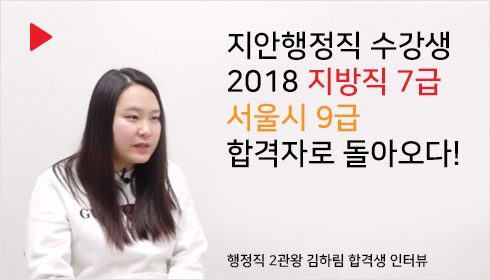 지안행정직 수강생
2018 지방직 7급
서울시 9급
합격자로 돌아오다!
행정직 2관왕 김하림 합격생 인터뷰